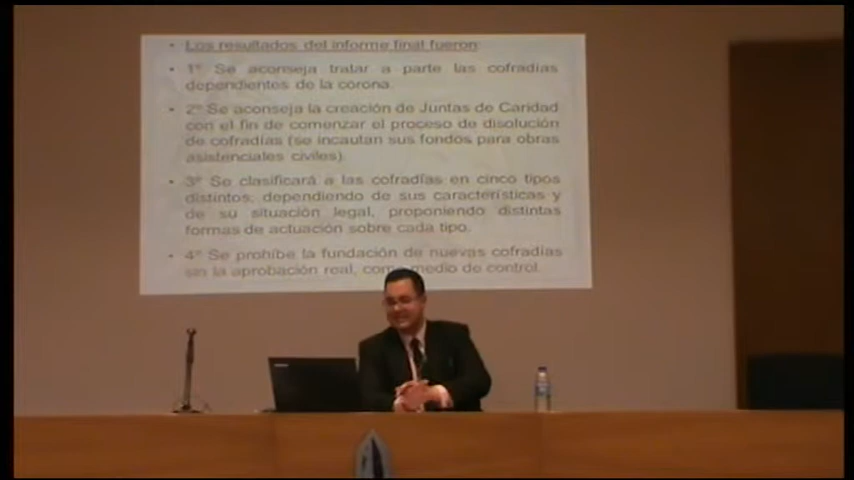 • Los resultados del informe final fueron:
• 1º Se aconseja tratar a parte las cofradías
dependientes de la corona.
• 2º Se aconseja la creación de Juntas de Caridad
con el fin de comenzar el proceso de disolución
de cofradías (se incautan sus fondos para obras
asistenciales civiles).
• 3º Se clasificará a las cofradías en cinco tipos
distintos, dependiendo de sus características y
de su situación legal, proponiendo distintas
formas de actuación sobre cada tipo.
• 4º Se prohíbe la fundación de nuevas cofradías
sin la aprobación real, como medio de control.